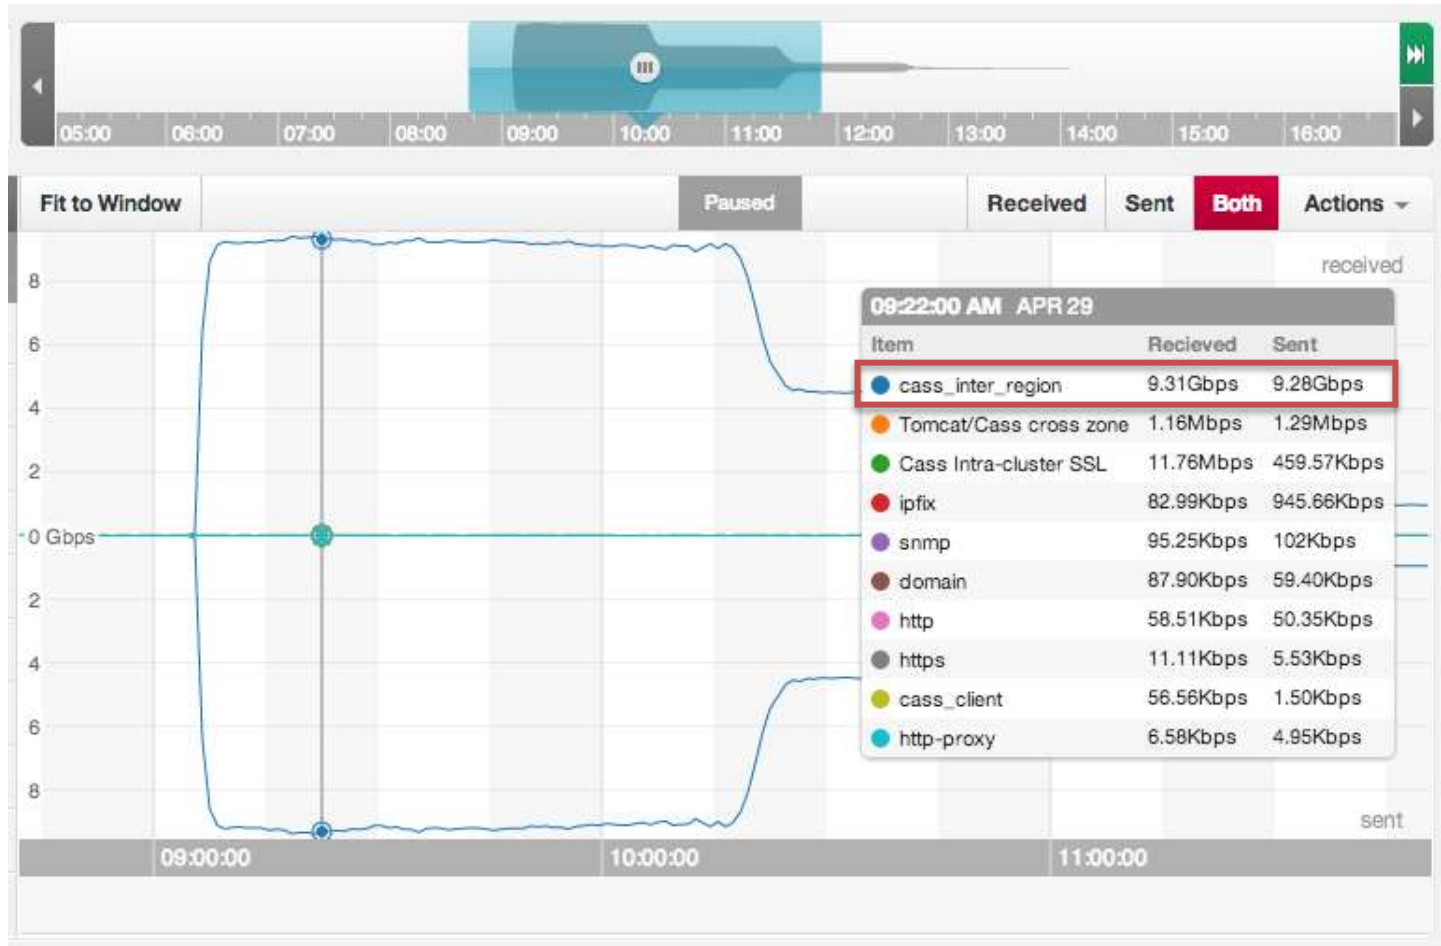 05:00 06:00 07:00 08:00 09:00 10:00 11:00 12:00 13:00 14:00 15:00 16:00
Fit to Window Paused Received Sent Both Actions
received
8
6
4
2
0 Gbps
2
4
6
8
09:22:00 AM APR 29
Item Recieved Sent
cass_inter_region 9.31Gbps 9.28Gbps
Tomcat/Cass cross zone 1.16Mbps 1.29Mbps
Cass Intra-cluster SSL 11.76Mbps 459.57Kbps
ipfix 82.99Kbps 945.66Kbps
snmp 95.25Kbps 102Kbps
domain 87.90Kbps 59.40Kbps
http 58.51Kbps 50.35Kbps
https 11.11Kbps 5.53Kbps
cass_client 56.56Kbps 1.50Kbps
http-proxy 6.58Kbps 4.95Kbps
sent
09:00:00 10:00:00 11:00:00